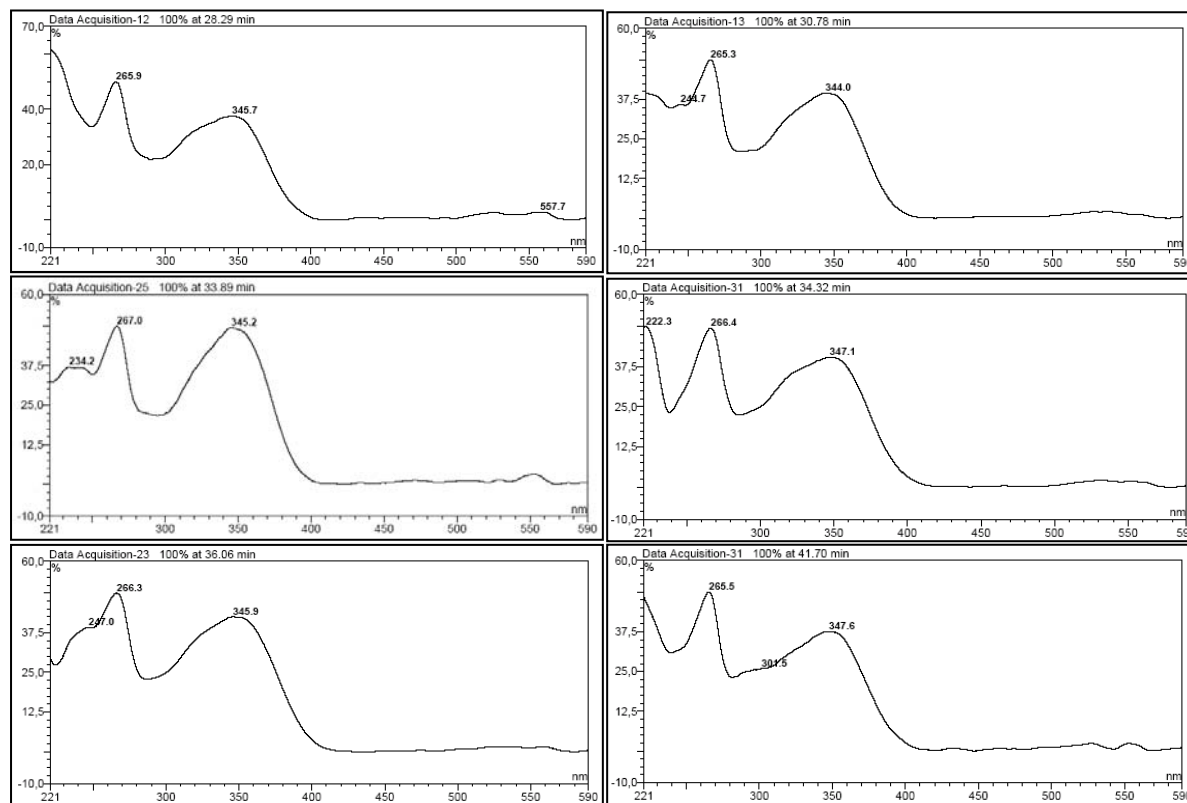 Data Acquisition-12 100% at 28.29 min
70,0
%
265.9
345.7
40,0
20,0
557.7
-10,0
nm
221 300 350 400 450 500 550 590
Data Acquisition-13 100% at 30.78 min
60,0
%
265.3
344.0
37,5
244.7
25,0
12,5
-10,0
nm
221 300 350 400 450 500 550 590
Data Acquisition-25 100% at 33.89 min
60,0
%
267.0
345.2
37,5
234.2
25,0
12,5
-10,0
nm
221 300 350 400 450 500 550 590
Data Acquisition-31 100% at 34.32 min
60,0
%
222.3
266.4
347.1
37,5
25,0
12,5
-10,0
nm
221 300 350 400 450 500 550 590
Data Acquisition-23 100% at 36.06 min
60,0
%
266.3
345.9
37,5
247.0
25,0
12,5
-10,0
nm
221 300 350 400 450 500 550 590
Data Acquisition-31 100% at 41.70 min
60,0
%
265.5
347.6
37,5
301.5
25,0
12,5
-10,0
nm
221 300 350 400 450 500 550 590